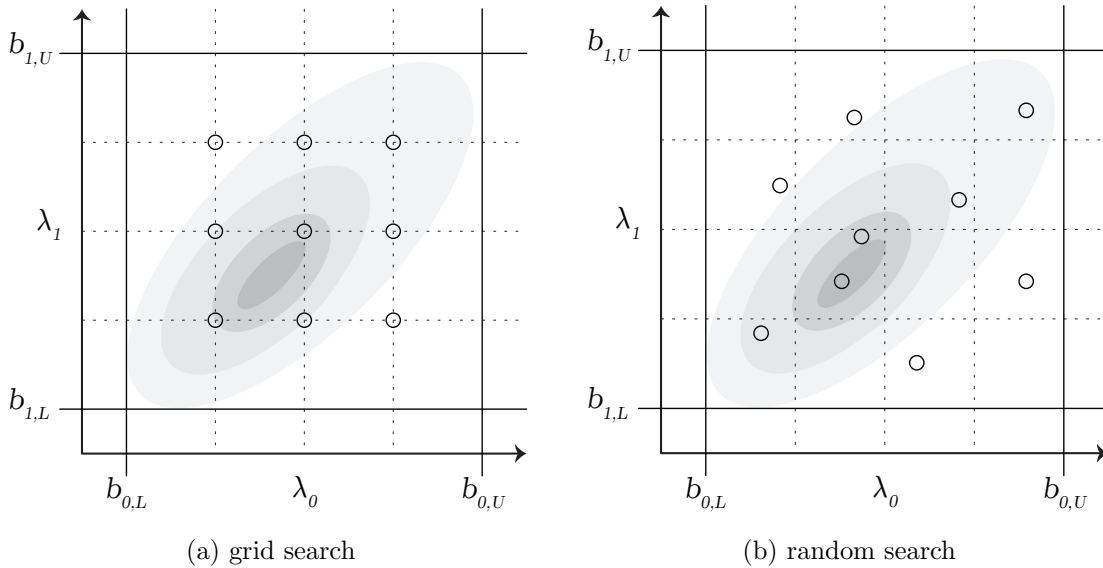 b1,U
λ1
b1,L
b0,L λ0 b0,U
(a) grid search
b1,U
λ1
b1,L
b0,L λ0 b0,U
(b) random search